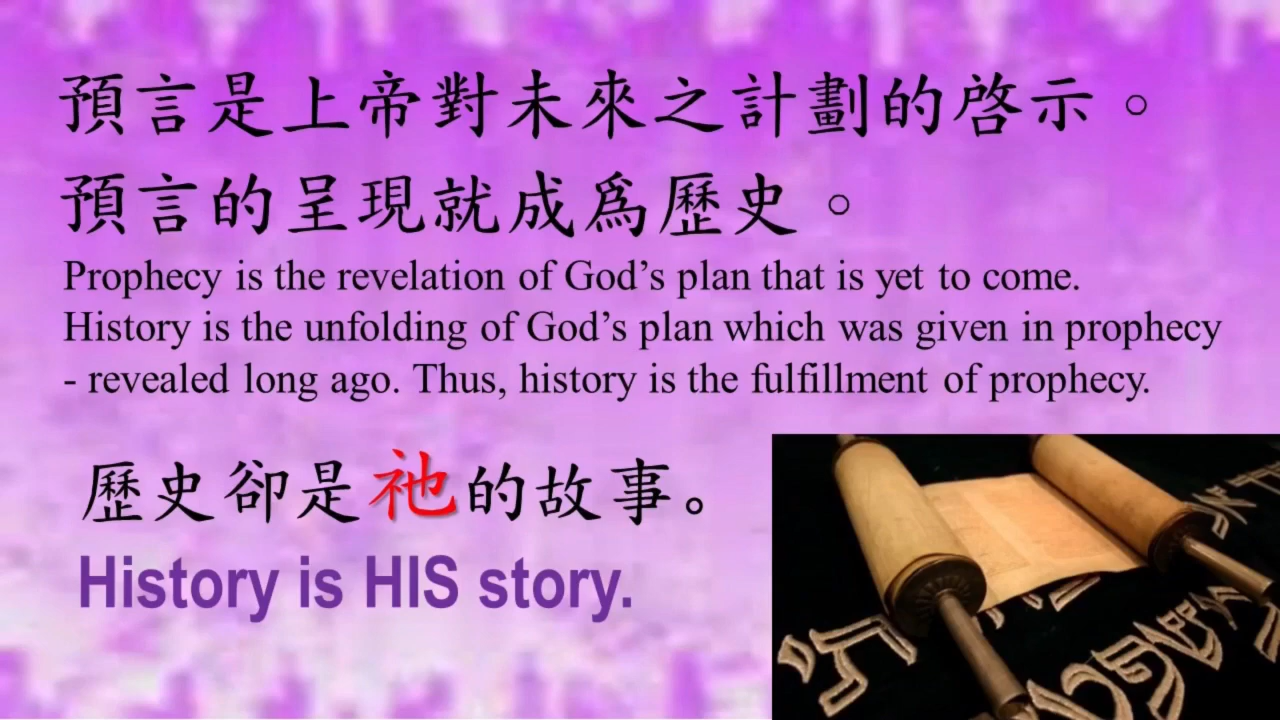 預言是上帝對未來之計劃的啓示。
預言的呈現就成爲歷史。
Prophecy is the revelation of God’s plan that is yet to come.
History is the unfolding of God’s plan which was given in prophecy
- revealed long ago. Thus, history is the fulfillment of prophecy.
歷史卻是祂的故事。
History is HIS story.